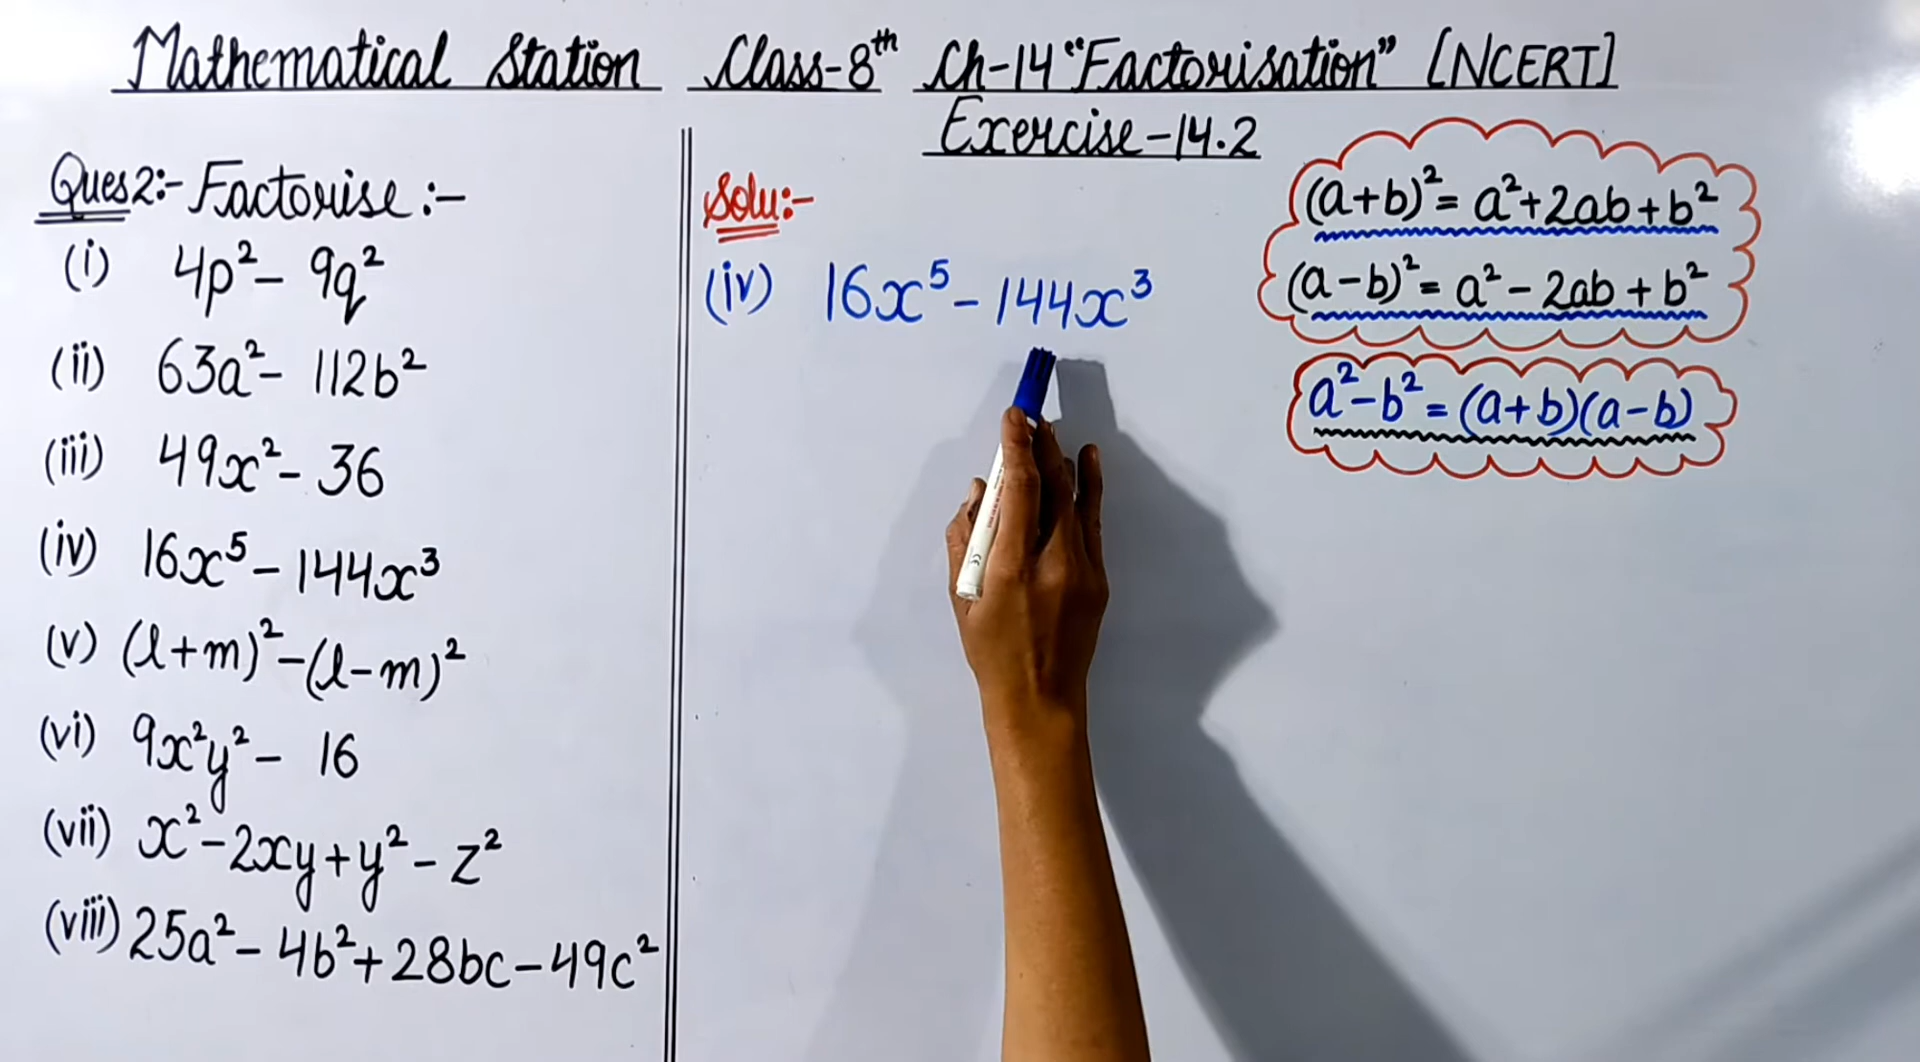 Mathematical Station Class-8th Ch-14 "Factorisation" [NCERT]
Exercise-14.2
Ques2:- Factorise:-
(i) 4p²- 9q²
(ii) 63a²- 112b²
(iii) 49x²- 36
(iv) 16x⁵-144x³
(v) (l+m)²-(l-m)²
(vi) 9x²y²- 16
(vii) x²-2xy+y²-z²
(viii) 25a²-4b²+28bc-49c²
Solu:-
(iv) 16x⁵-144x³
(a+b)²= a²+2ab+b²
(a-b)²= a²-2ab+b²
a²-b²=(a+b)(a-b)